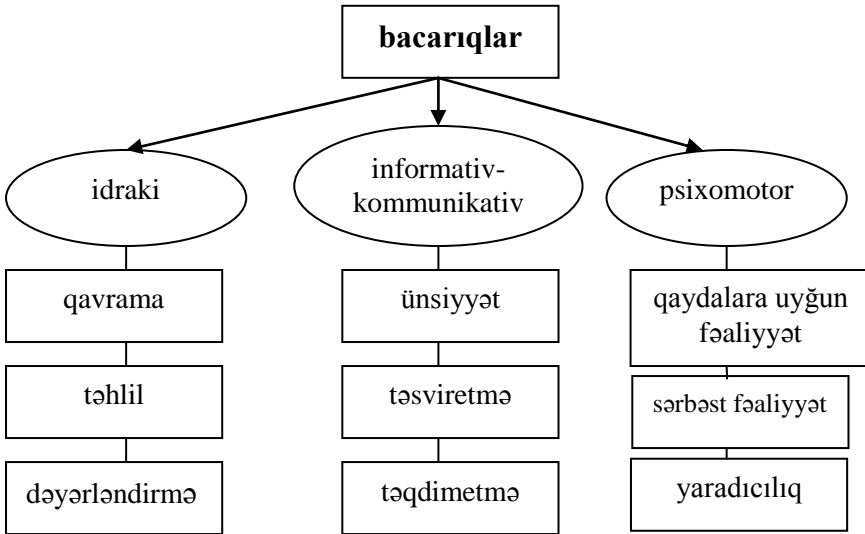 bacarıqlar
idraki
informativ-
kommunikativ
psixomotor
qavrama
ünsiyyət
qaydalara uyğun
fəaliyyət
təhlil
təsviretmə
sərbəst fəaliyyət
dəyərləndirmə
təqdimetmə
yaradıcılıq